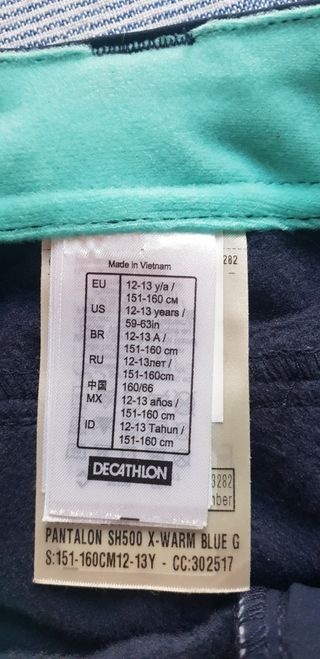 282
Made in Vietnam
EU 12-13 y/a /
151-160 см
US 12-13 years /
59-63in
BR 12-13 A /
151-160 cm
RU 12-13лет /
151-160cm
中国 160/66
MX 12-13 años /
151-160 cm
ID 12-13 Tahun /
151-160 cm
DECATHLON
3282
mber
PANTALON SH500 X-WARM BLUE G
S:151-160CM12-13Y - CC:302517